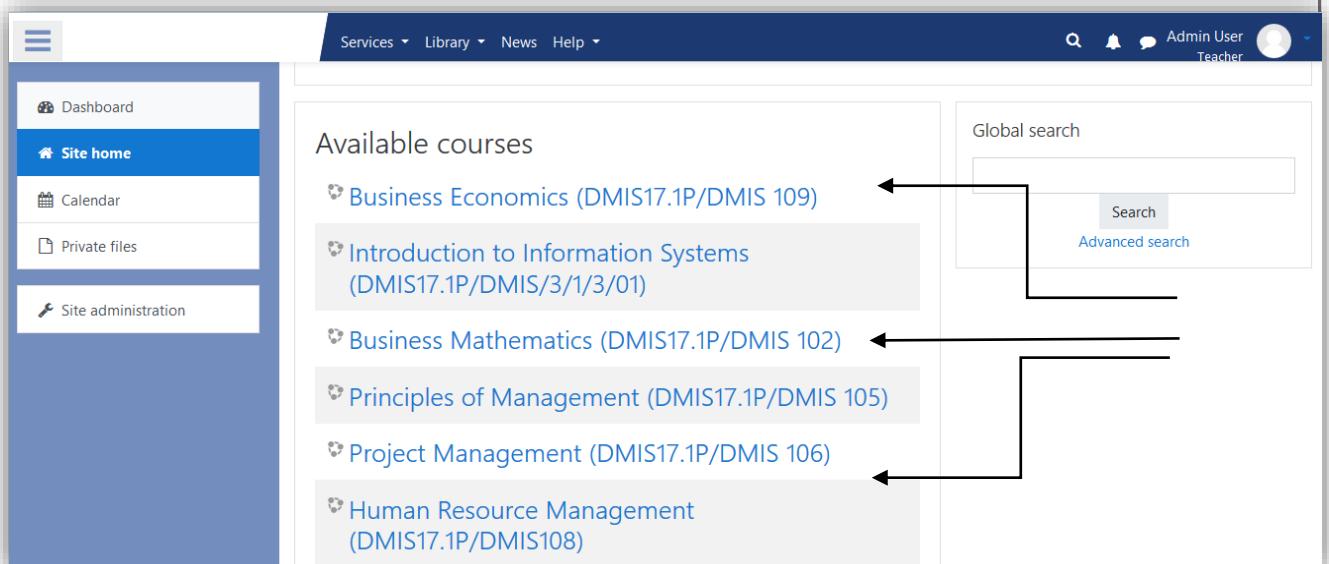 Services Library News Help Admin User
Teacher
Dashboard
Site home
Calendar
Private files
Site administration
Available courses
Business Economics (DMIS17.1P/DMIS 109)
Introduction to Information Systems
(DMIS17.1P/DMIS/3/1/3/01)
Business Mathematics (DMIS17.1P/DMIS 102)
Principles of Management (DMIS17.1P/DMIS 105)
Project Management (DMIS17.1P/DMIS 106)
Human Resource Management
(DMIS17.1P/DMIS108)
Global search
Search
Advanced search